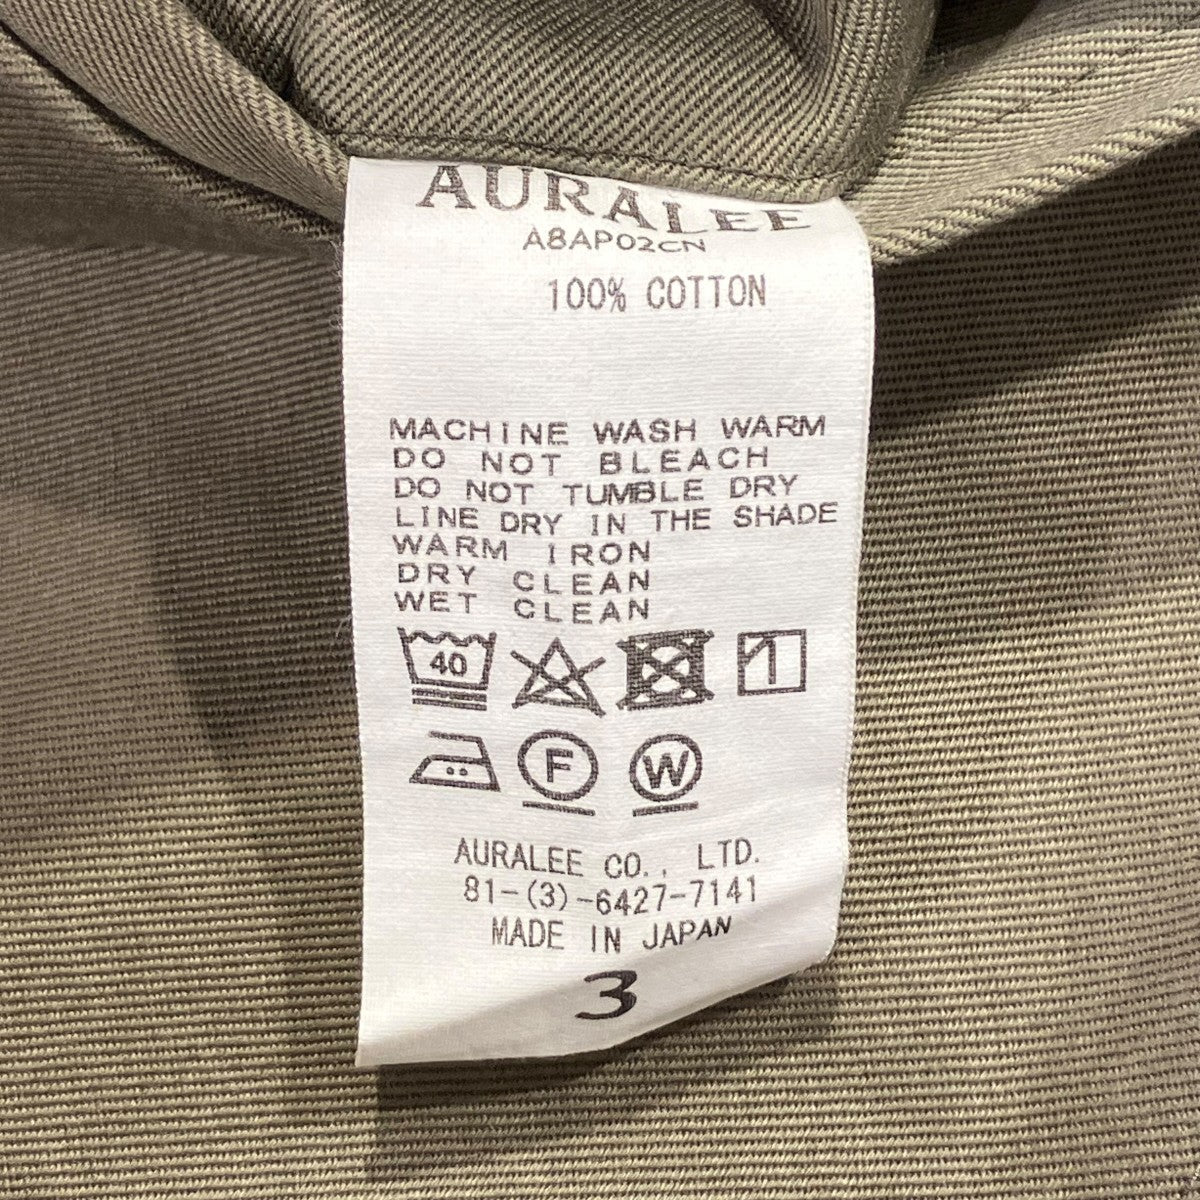 AURALEE
A8AP02CN
100% COTTON
MACHINE WASH WARM
DO NOT BLEACH
DO NOT TUMBLE DRY
LINE DRY IN THE SHADE
WARM IRON
DRY CLEAN
WET CLEAN
40
F W
AURALEE CO., LTD.
81-(3)-6427-7141
MADE IN JAPAN
3